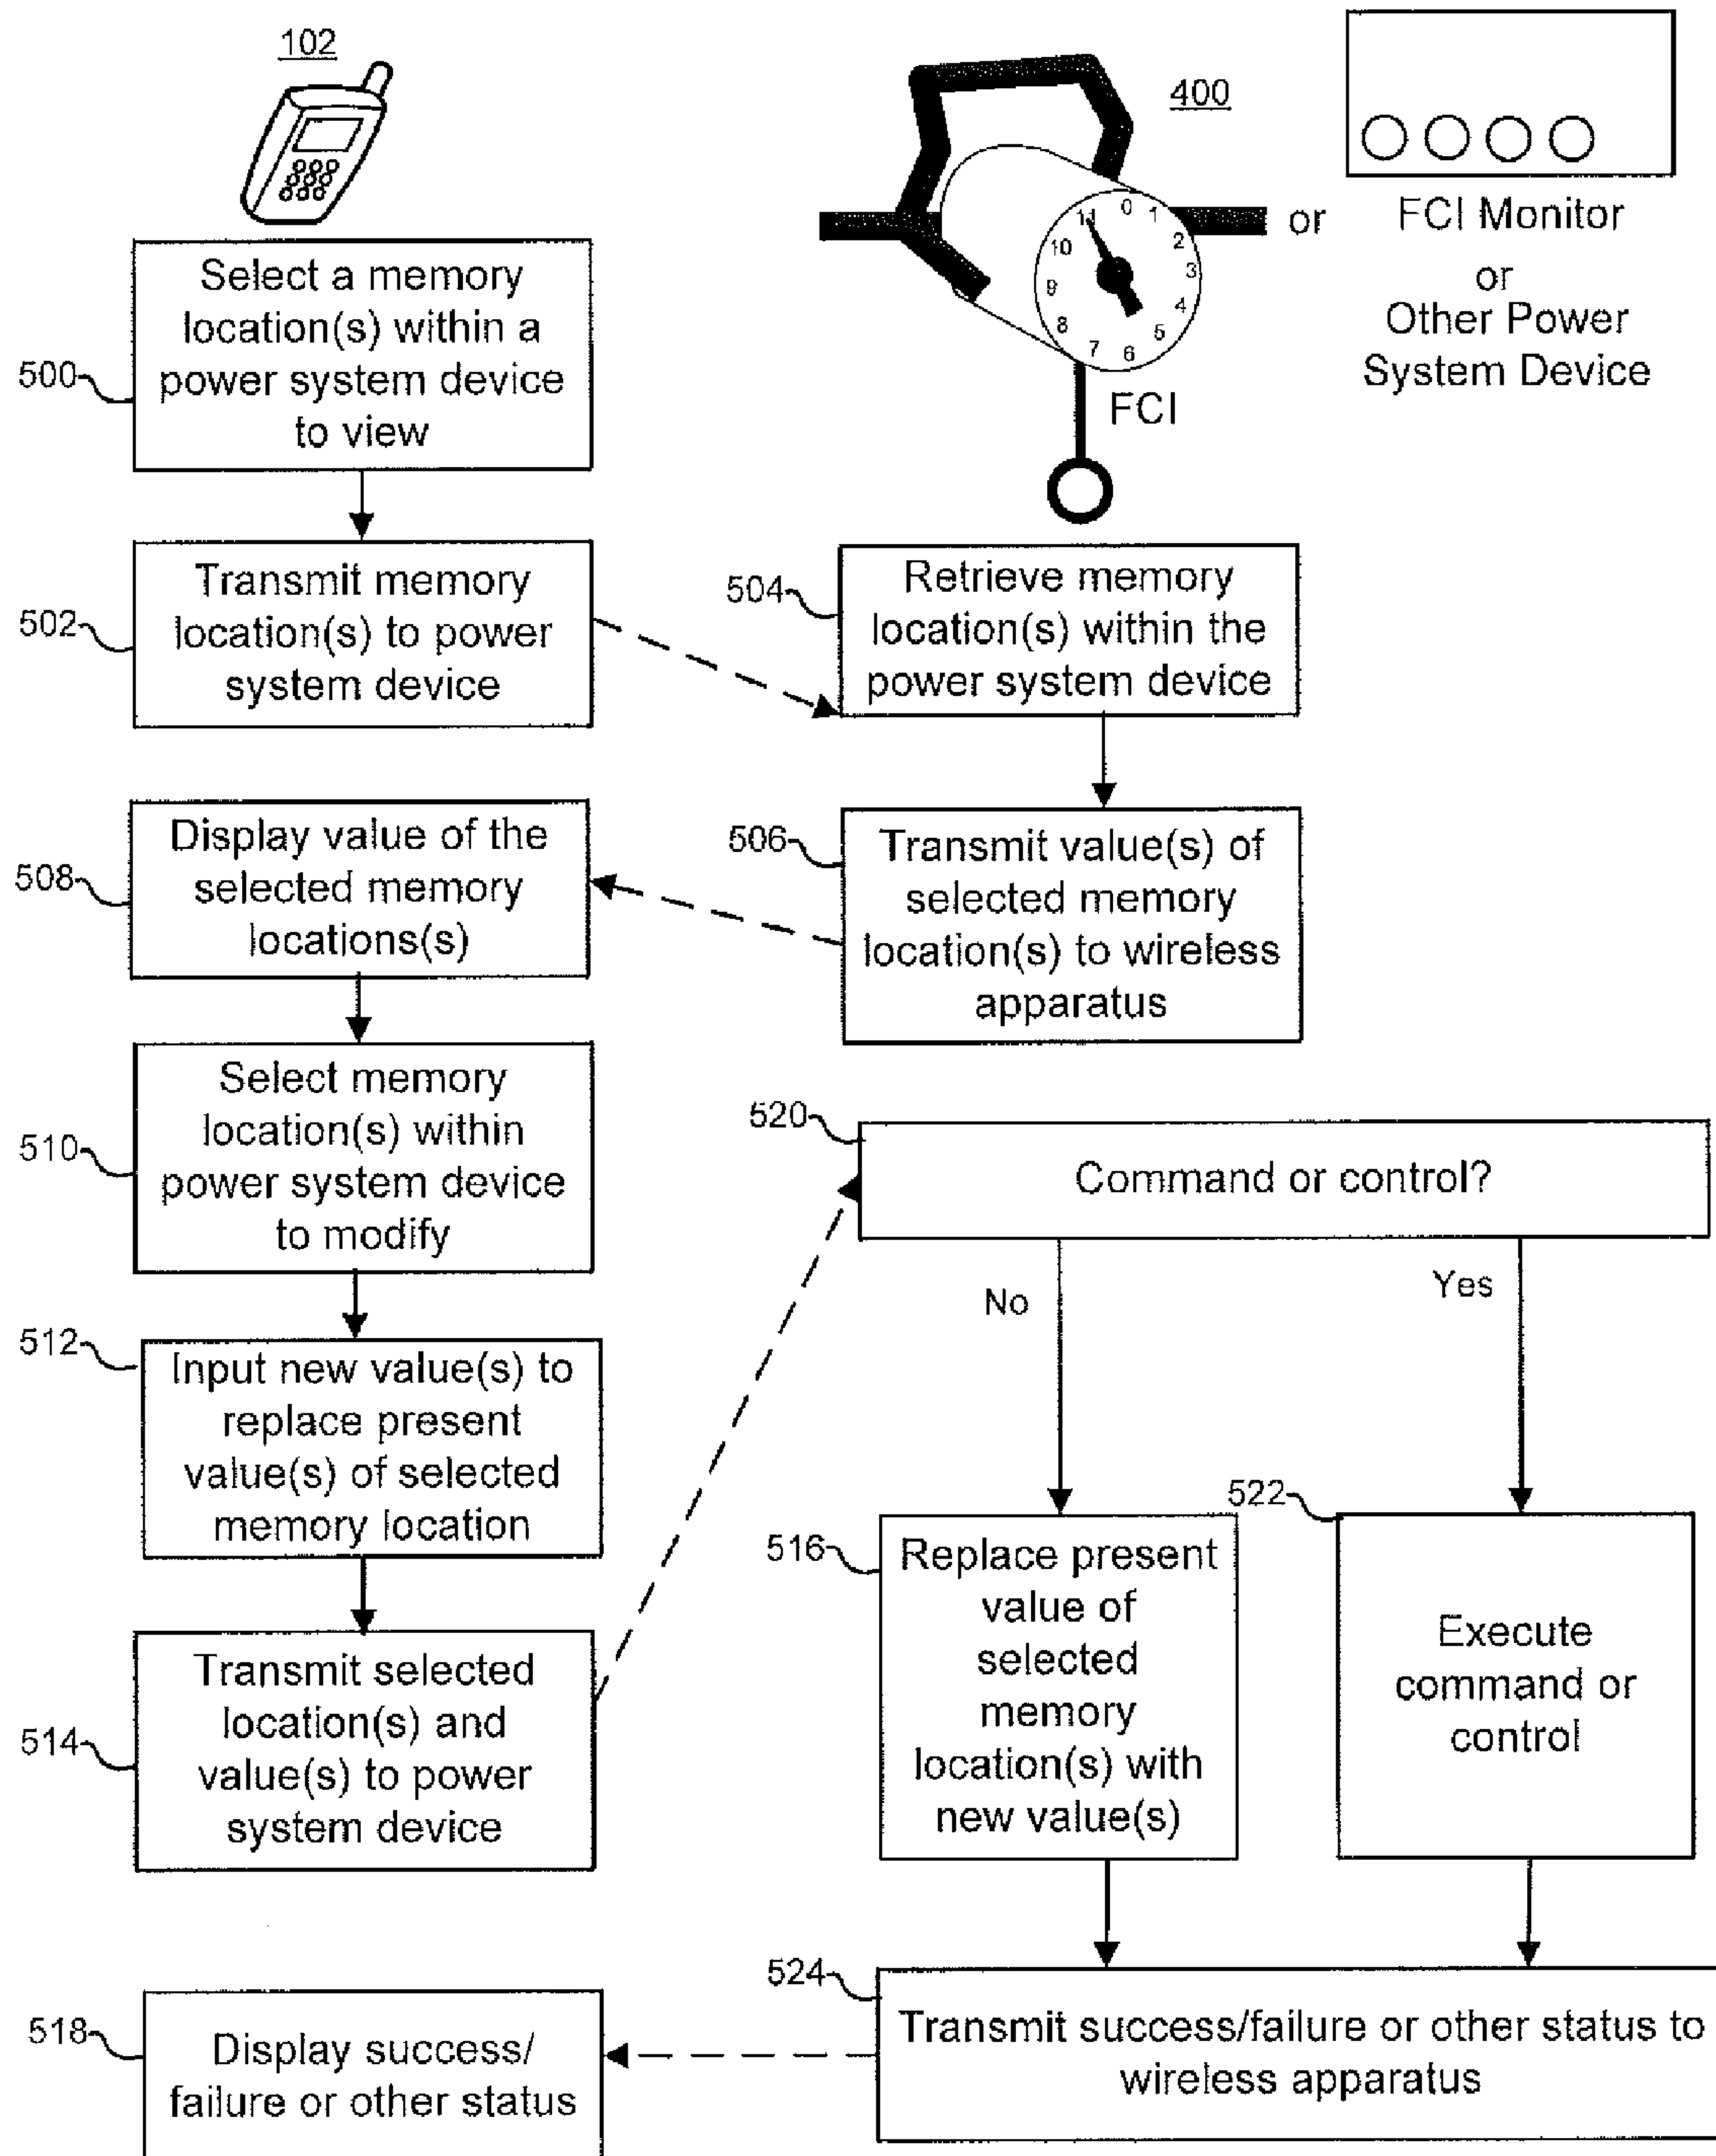 102
400
11
0
1
2
3
4
5
6
7
8
9
10
FCI
or
FCI Monitor
or
Other Power
System Device
500
Select a memory
location(s) within a
power system device
to view
502
Transmit memory
location(s) to power
system device
504
Retrieve memory
location(s) within the
power system device
506
Transmit value(s) of
selected memory
location(s) to wireless
apparatus
508
Display value of the
selected memory
locations(s)
510
Select memory
location(s) within
power system device
to modify
512
Input new value(s) to
replace present
value(s) of selected
memory location
514
Transmit selected
location(s) and
value(s) to power
system device
520
Command or control?
No
Yes
516
Replace present
value of
selected
memory
location(s) with
new value(s)
522
Execute
command or
control
524
Transmit success/failure or other status to
wireless apparatus
518
Display success/
failure or other status